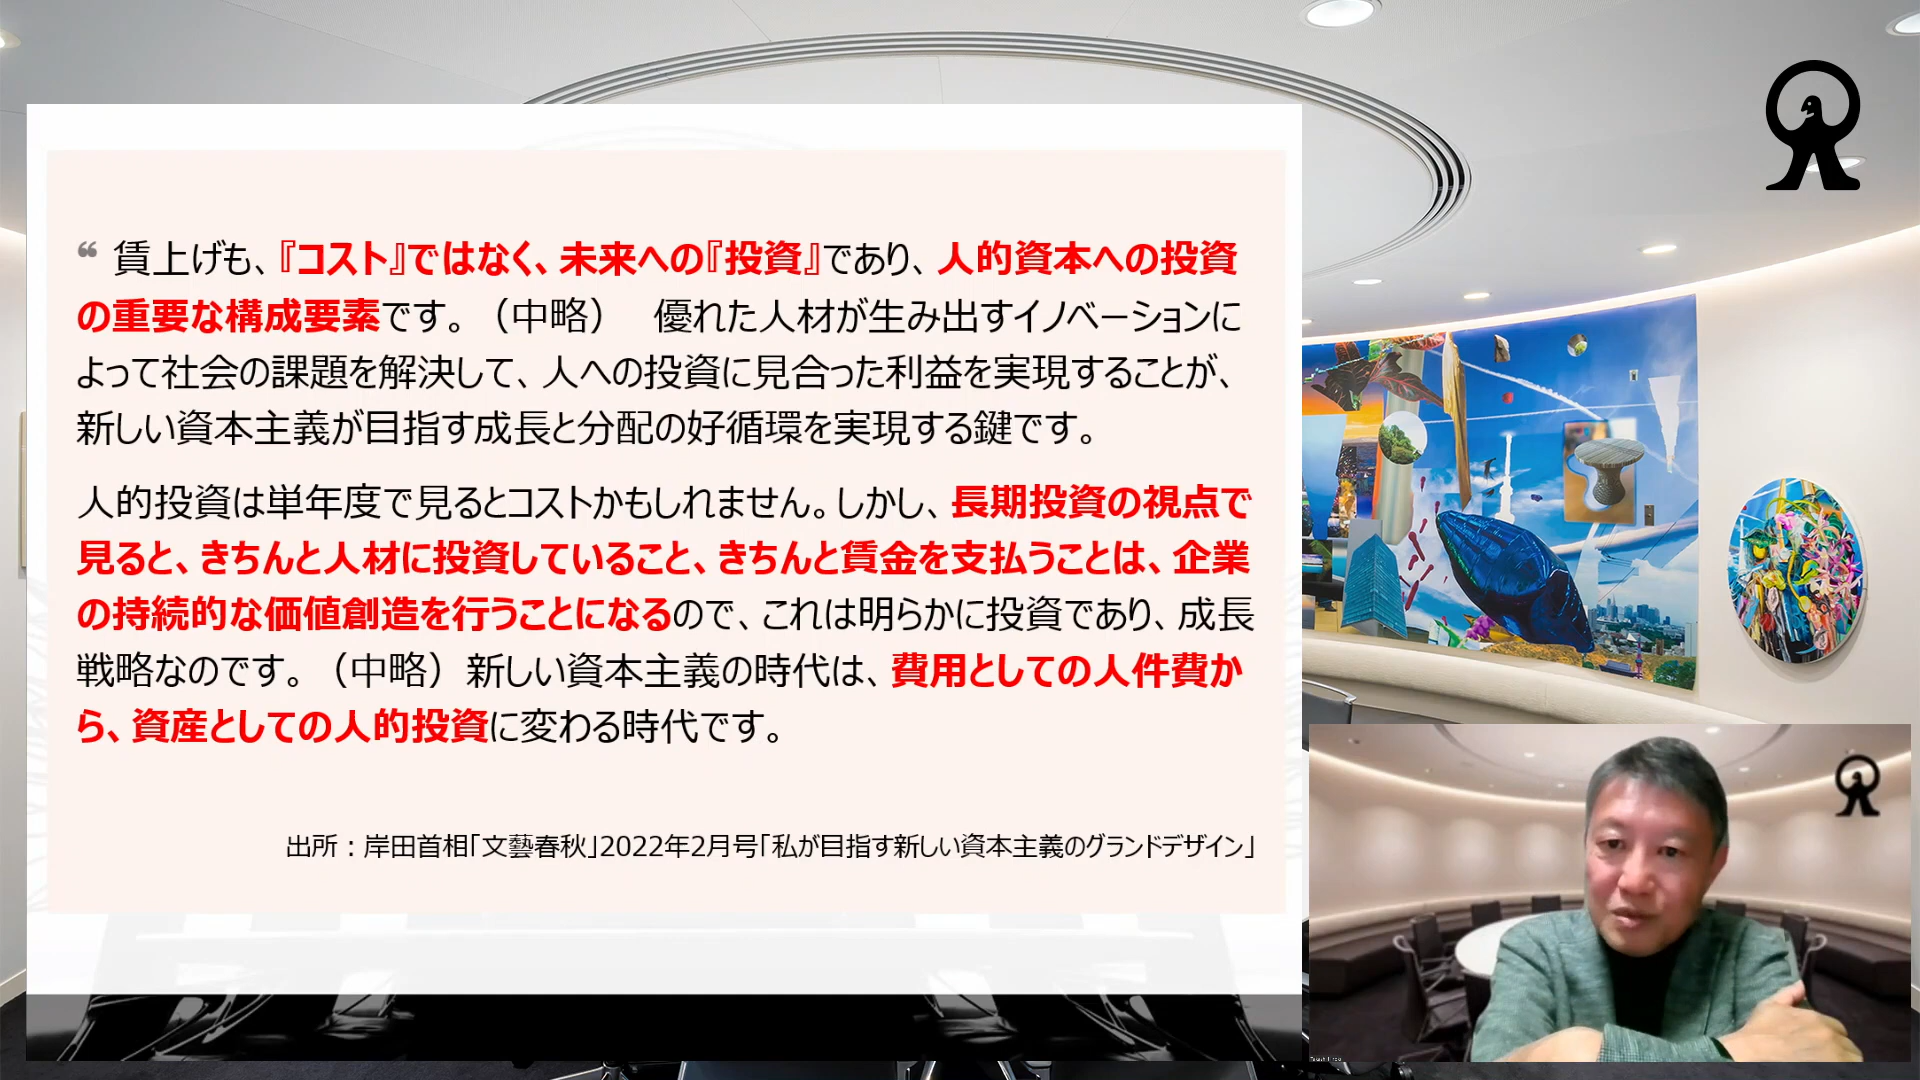 ❝ 賃上げも、『コスト』ではなく、未来への『投資』であり、人的資本への投資
の重要な構成要素です。（中略）　優れた人材が生み出すイノベーションに
よって社会の課題を解決して、人への投資に見合った利益を実現することが、
新しい資本主義が目指す成長と分配の好循環を実現する鍵です。
人的投資は単年度で見るとコストかもしれません。しかし、長期投資の視点で
見ると、きちんと人材に投資していること、きちんと賃金を支払うことは、企業
の持続的な価値創造を行うことになるので、これは明らかに投資であり、成長
戦略なのです。（中略）新しい資本主義の時代は、費用としての人件費か
ら、資産としての人的投資に変わる時代です。
出所：岸田首相「文藝春秋」2022年2月号「私が目指す新しい資本主義のグランドデザイン」